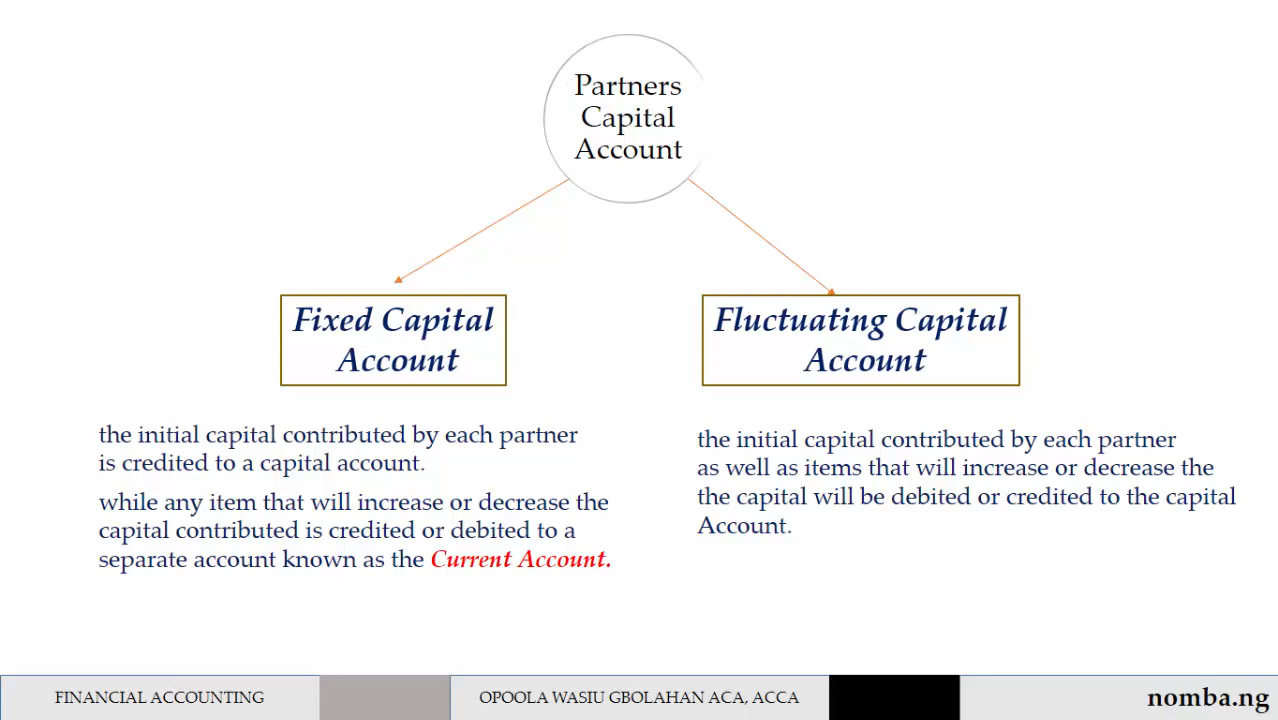 Partners
Capital
Account
Fixed Capital
Account
Fluctuating Capital
Account
the initial capital contributed by each partner
is credited to a capital account.
while any item that will increase or decrease the
capital contributed is credited or debited to a
separate account known as the Current Account.
the initial capital contributed by each partner
as well as items that will increase or decrease the
the capital will be debited or credited to the capital
Account.
FINANCIAL ACCOUNTING
OPOOLA WASIU GBOLAHAN ACA, ACCA
nomba.ng